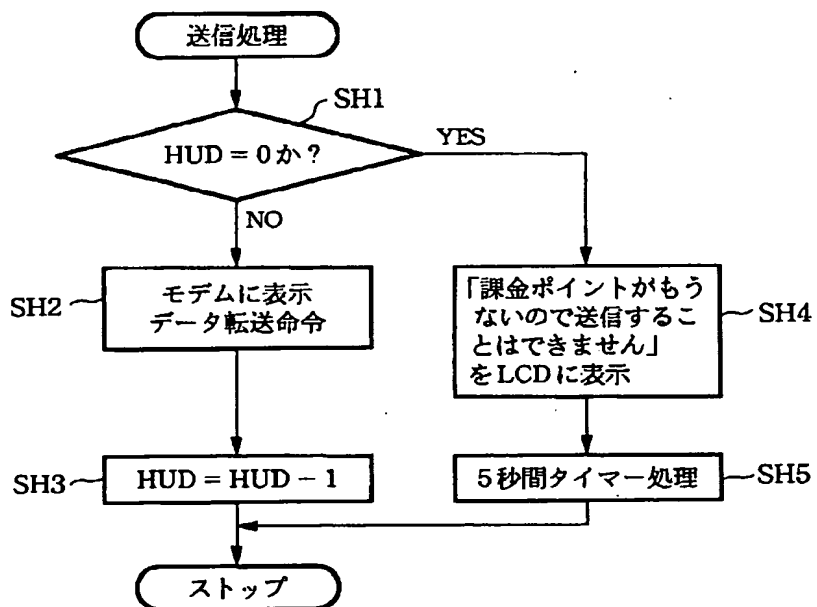 送信処理
SH1
HUD = 0か?
YES
NO
SH2
モデムに表示
データ転送命令
「課金ポイントがもう
ないので送信するこ
とはできません」
をLCDに表示
SH4
SH3
HUD = HUD − 1
5秒間タイマー処理
SH5
ストップ